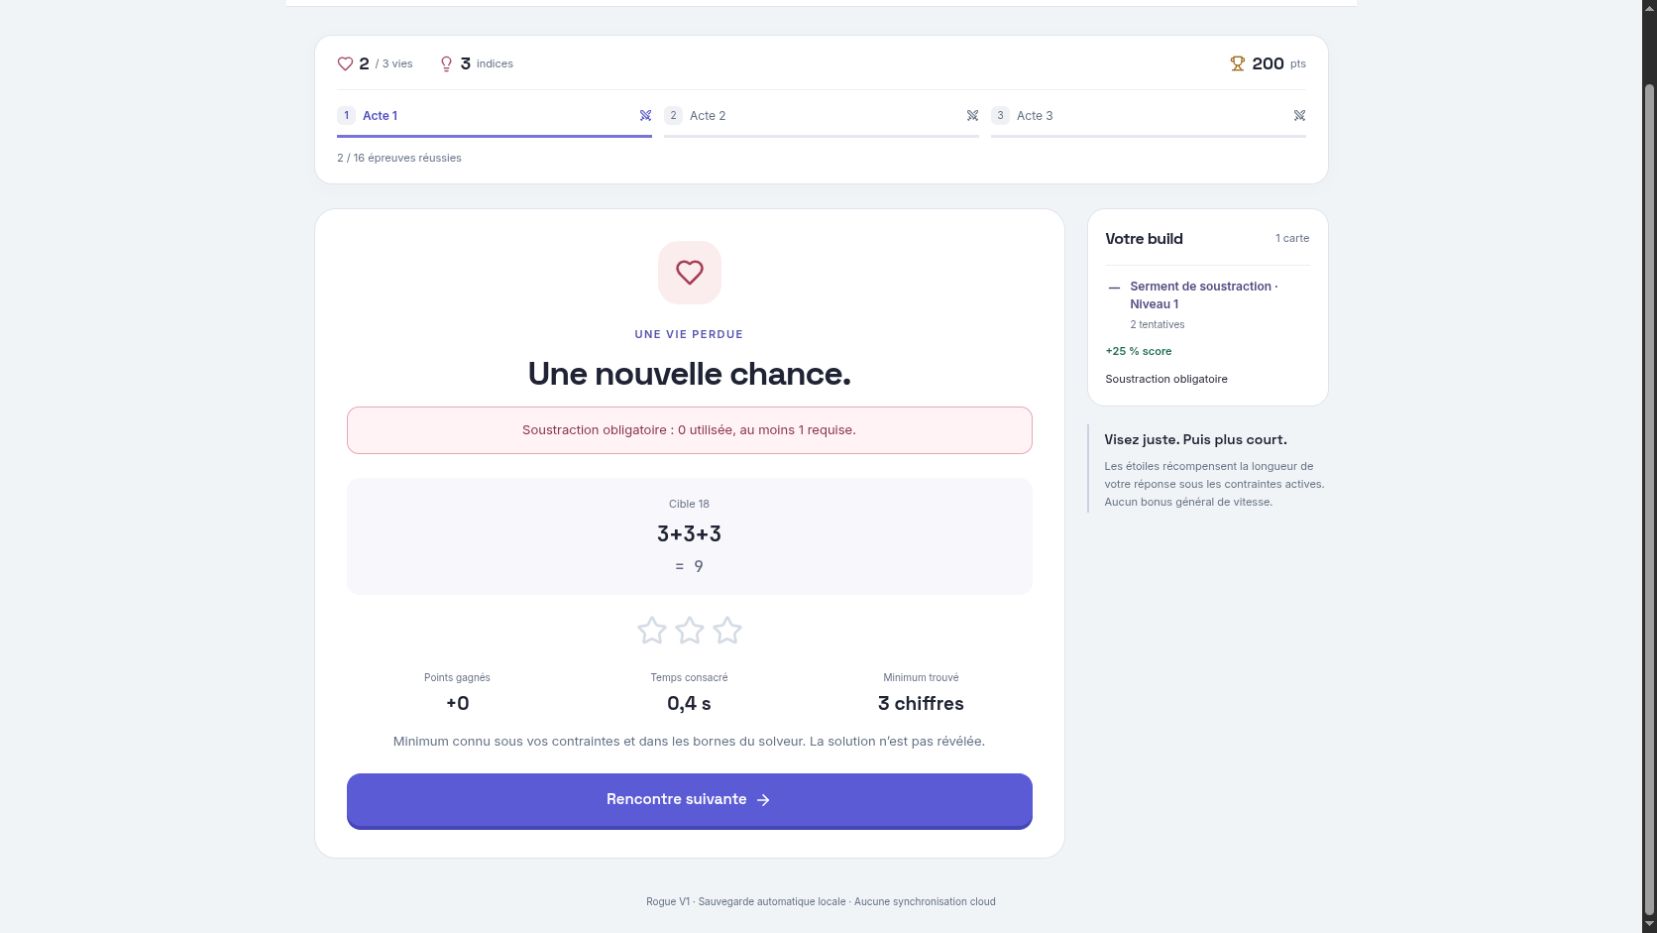 2 / 3 vies
3 indices
200 pts
1 Acte 1
2 Acte 2
3 Acte 3
2 / 16 épreuves réussies
UNE VIE PERDUE
Une nouvelle chance.
Soustraction obligatoire : 0 utilisée, au moins 1 requise.
Cible 18
3+3+3
= 9
Points gagnés
+0
Temps consacré
0,4 s
Minimum trouvé
3 chiffres
Minimum connu sous vos contraintes et dans les bornes du solveur. La solution n’est pas révélée.
Rencontre suivante →
Votre build
1 carte
Serment de soustraction ·
Niveau 1
2 tentatives
+25 % score
Soustraction obligatoire
Visez juste. Puis plus court.
Les étoiles récompensent la longueur de
votre réponse sous les contraintes actives.
Aucun bonus général de vitesse.
Rogue V1 · Sauvegarde automatique locale · Aucune synchronisation cloud